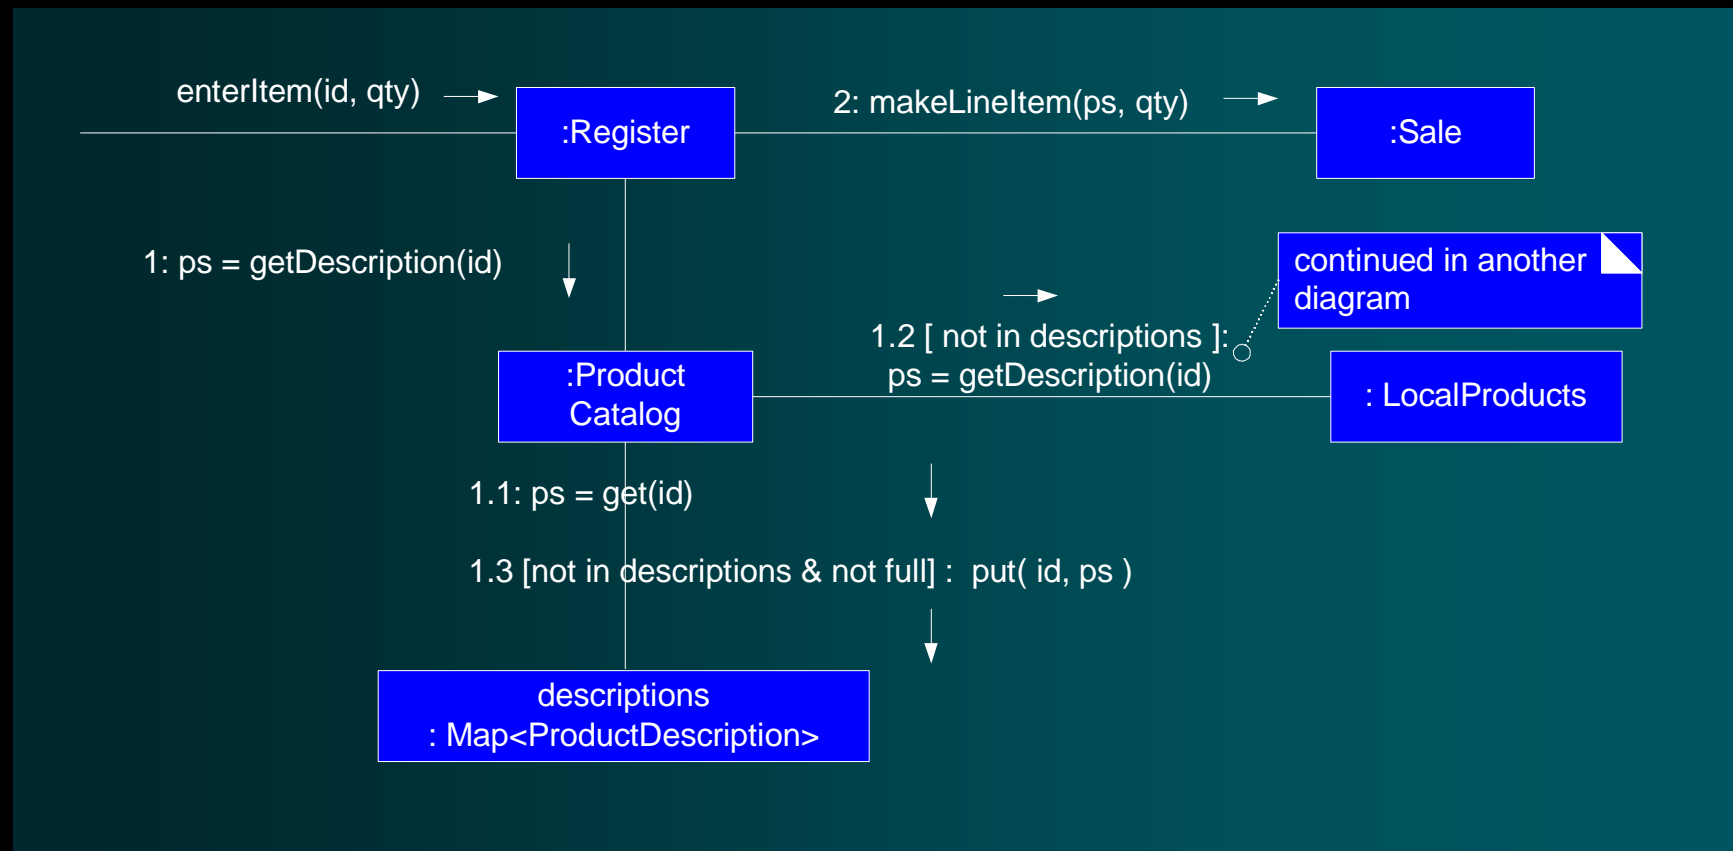 enterItem(id, qty)
:Register
2: makeLineItem(ps, qty)
:Sale
1: ps = getDescription(id)
continued in another
diagram
1.2 [ not in descriptions ]:
ps = getDescription(id)
:Product
Catalog
: LocalProducts
1.1: ps = get(id)
1.3 [not in descriptions & not full] :  put( id, ps )
descriptions
: Map<ProductDescription>